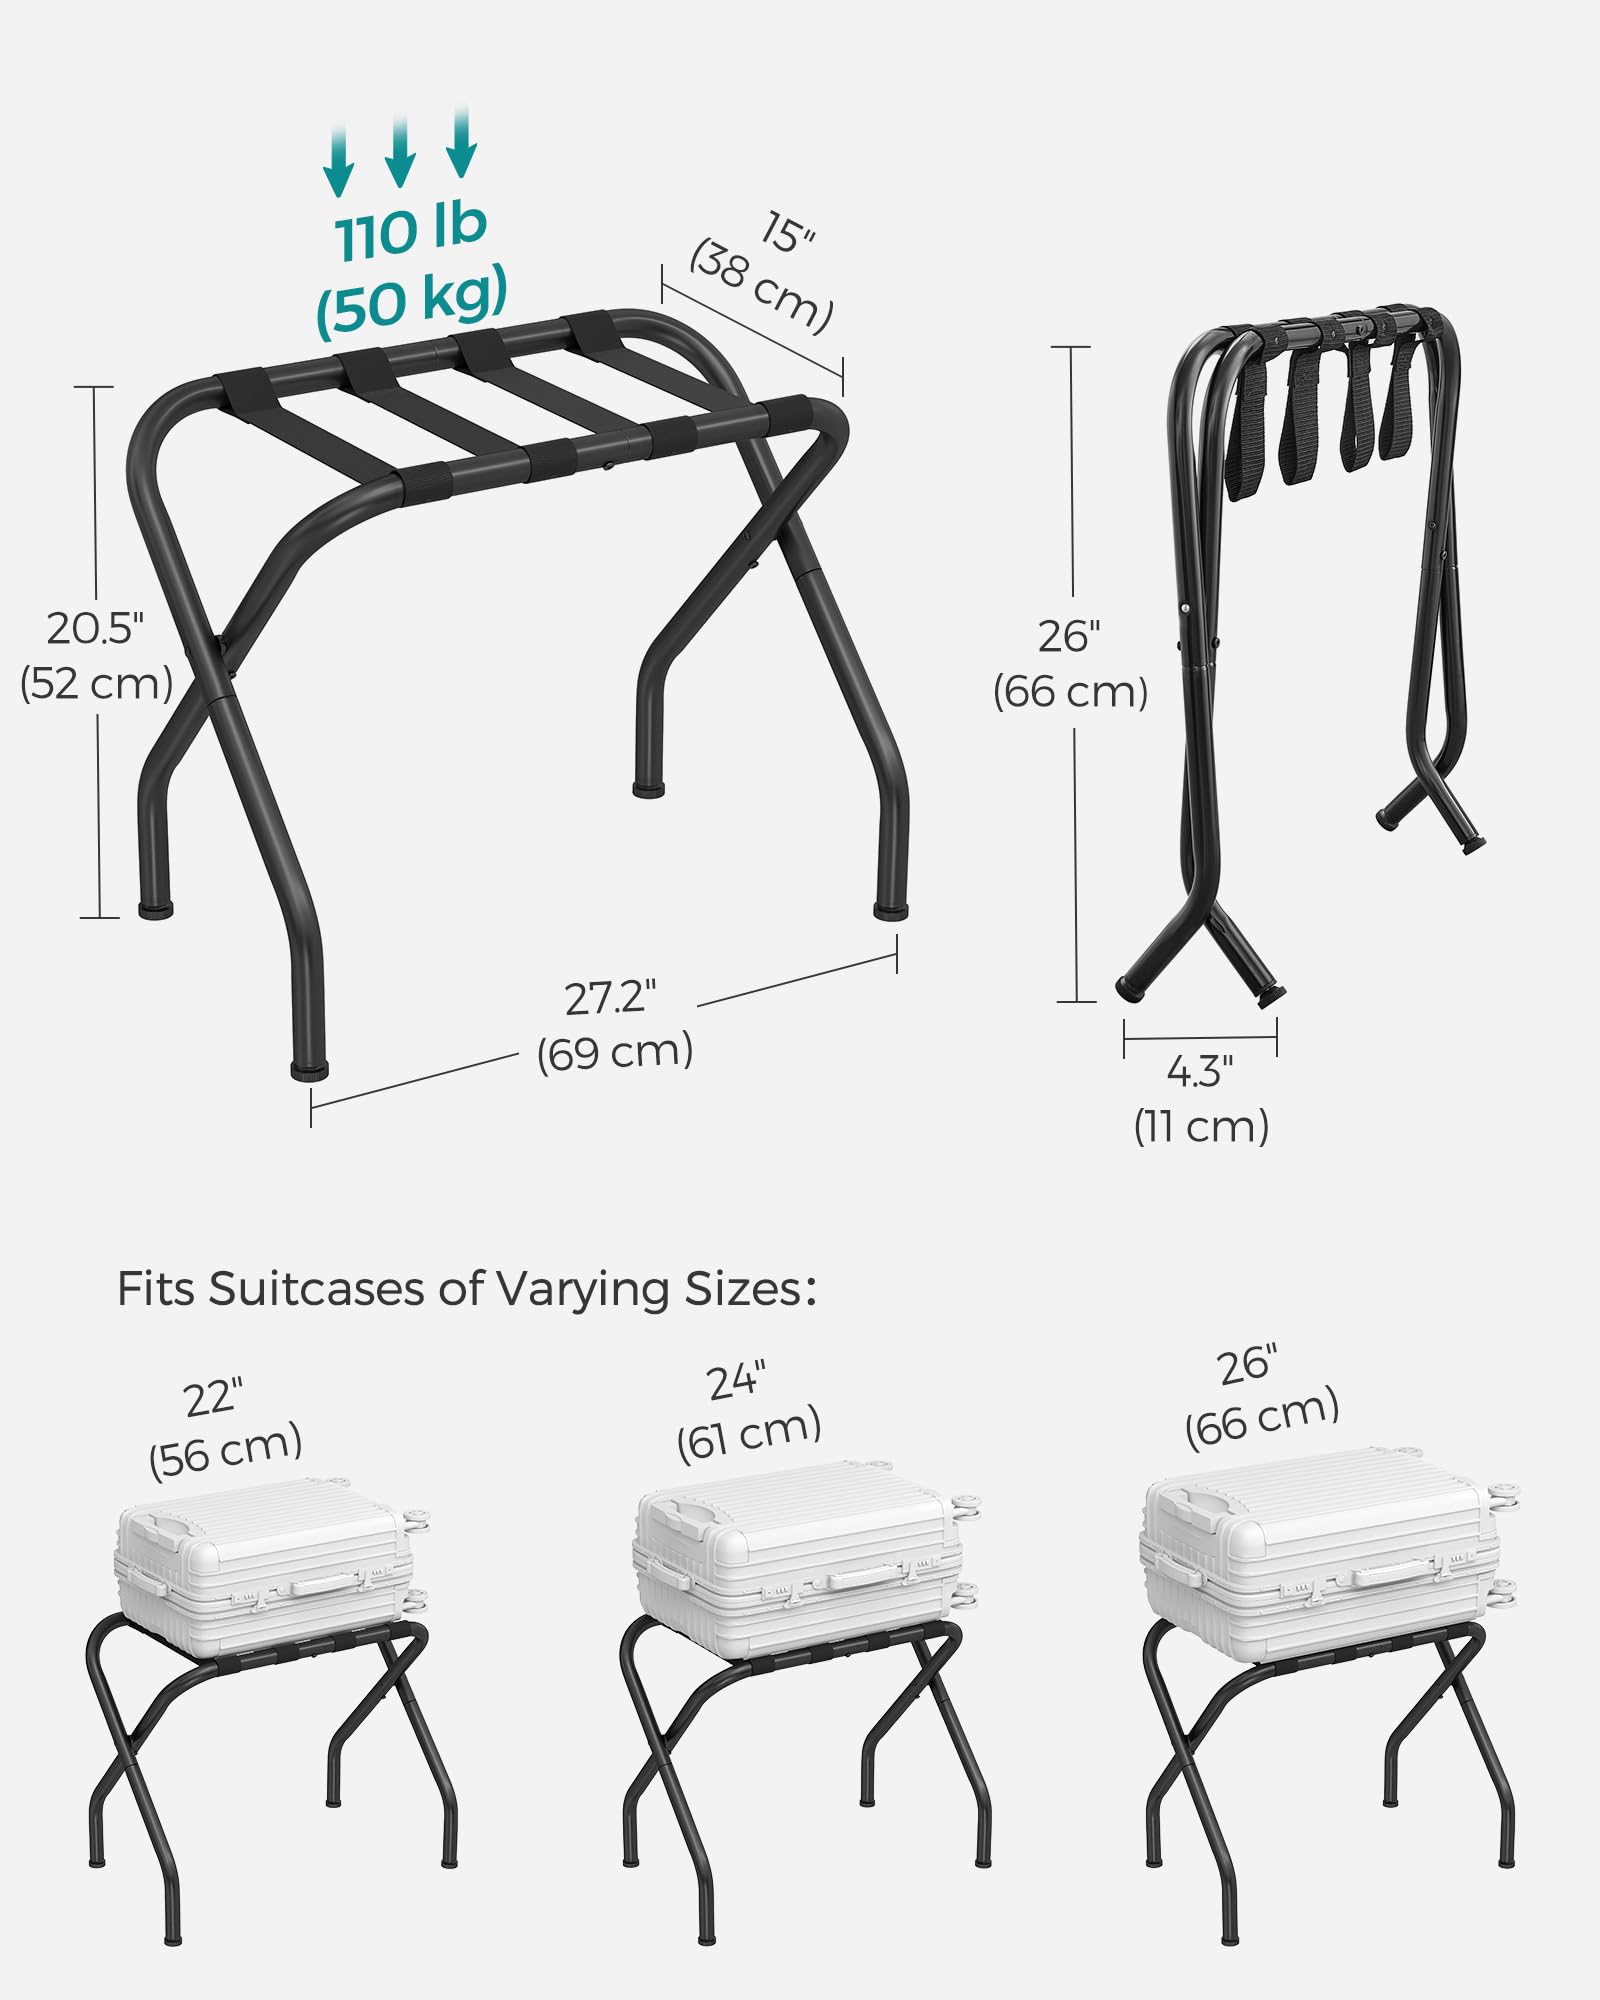 110 lb
(50 kg)
15"
(38 cm)
20.5"
(52 cm)
27.2"
(69 cm)
26"
(66 cm)
4.3"
(11 cm)
Fits Suitcases of Varying Sizes:
22"
(56 cm)
24"
(61 cm)
26"
(66 cm)